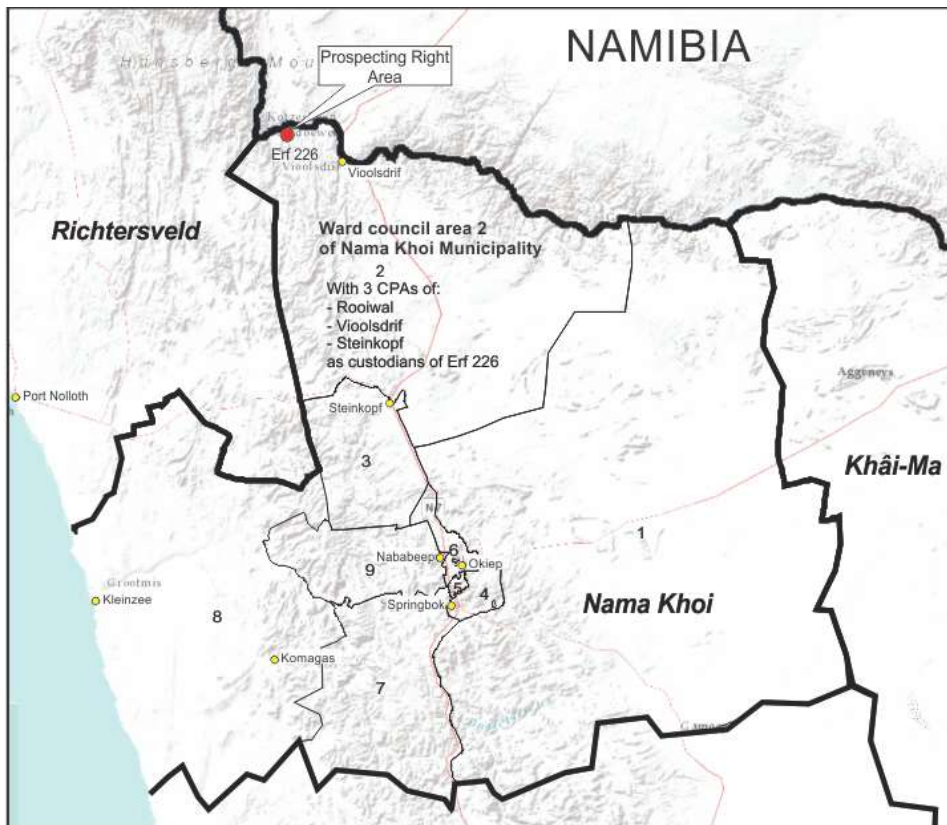 NAMIBIA
Prospecting Right
Area
Erf 226
Vioolsdrif
Vioolsdrif
Richtersveld
Ward council area 2
of Nama Khoi Municipality
2
With 3 CPAs of:
- Rooiwal
- Vioolsdrif
- Steinkopf
as custodians of Erf 226
Aggeneys
Port Nolloth
Steinkopf
3
Khâi-Ma
N7
1
6
Nababeep
Okiep
9
5
4
Grootmis
Kleinzee
Springbok
Nama Khoi
8
Komagas
7